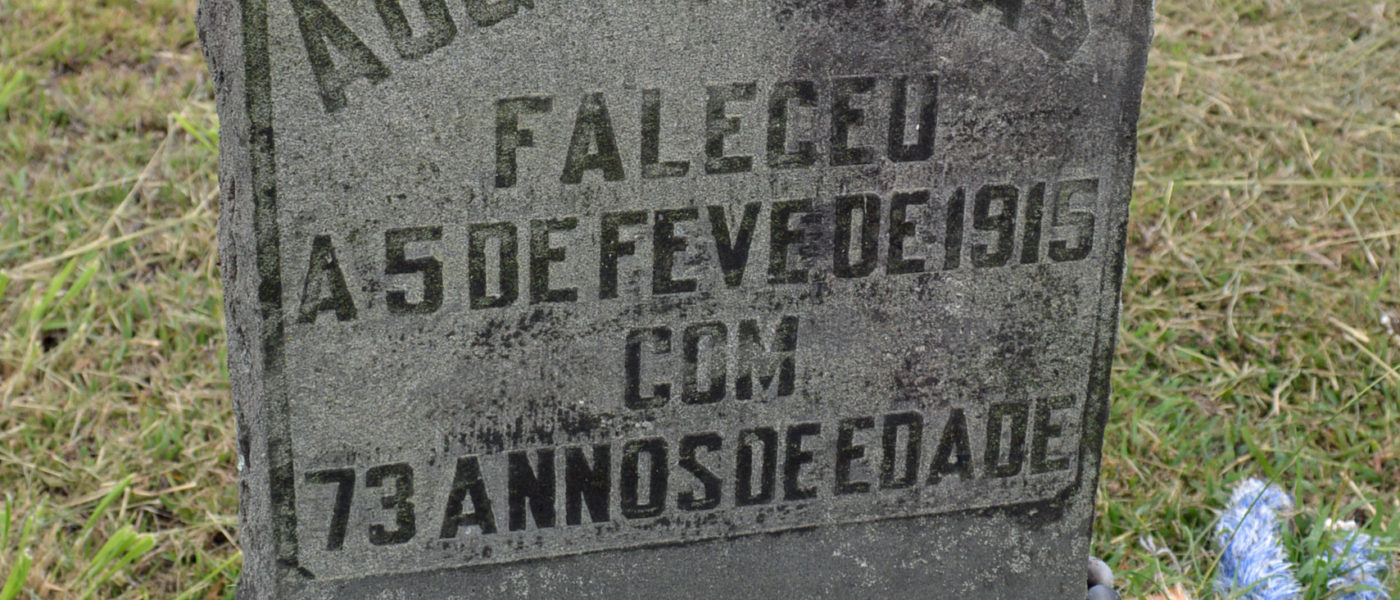 FALECEU
A 5 DE FEVE DE 1915
COM
73 ANNOS DE EDADE